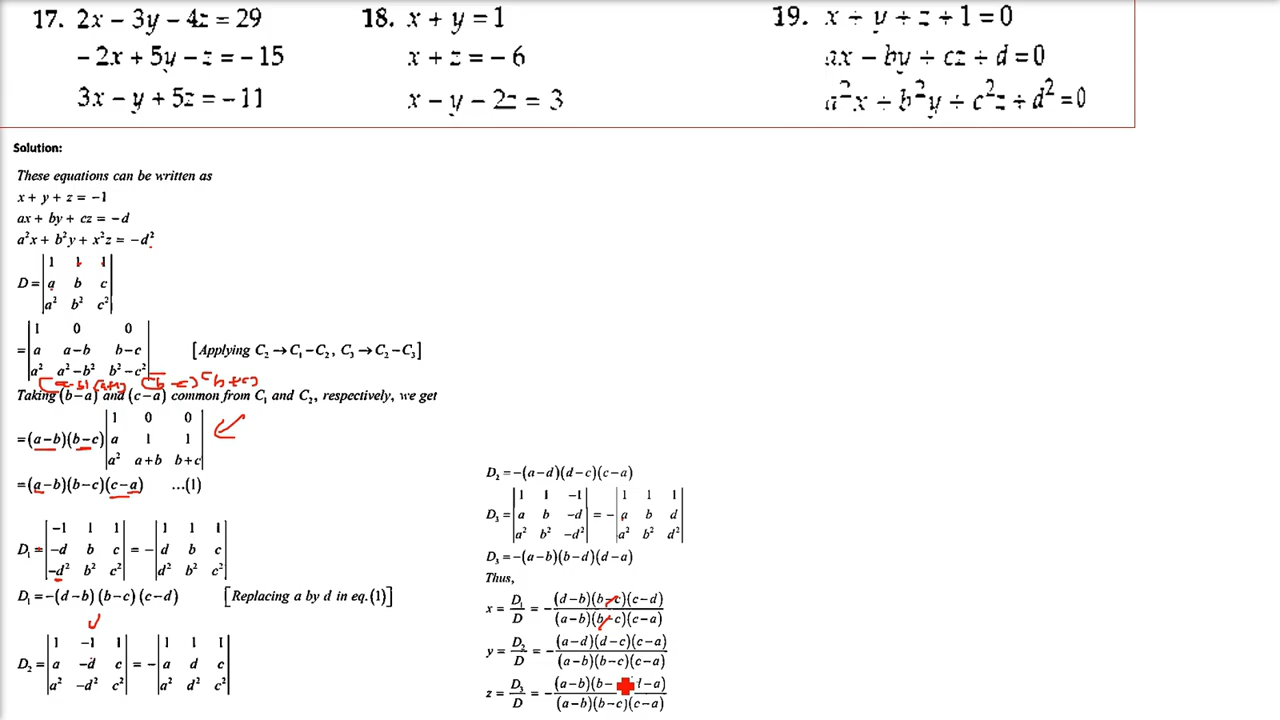 17. 2x - 3y - 4z = 29
- 2x + 5y - z = - 15
3x - y + 5z = - 11
18. x + y = 1
x + z = - 6
x - y - 2z = 3
19. x + y + z + 1 = 0
ax - by + cz + d = 0
a²x + b²y + c²z + d² = 0
Solution:
These equations can be written as
x + y + z = -1
ax + by + cz = -d
a²x + b²y + x²z = -d²
D = | 1 1 1 |
| a b c |
| a² b² c² |
= | 1 0 0 |
| a a-b b-c | [Applying C₂→C₁-C₂, C₃→C₂-C₃]
| a² a²-b² b²-c² |
Taking (b-a) and (c-a) common from C₁ and C₂, respectively, we get
=(a-b)(b-c) | 1 0 0 |
| a 1 1 |
| a² a+b b+c |
=(a-b)(b-c)(c-a) ...(1)
D₁ = | -1 1 1 | = - | 1 1 1 |
| -d b c | | d b c |
| -d² b² c² | | d² b² c² |
D₁ = -(d-b)(b-c)(c-d) [Replacing a by d in eq.(1)]
D₂ = | 1 -1 1 | = - | 1 1 1 |
| a -d c | | a d c |
| a² -d² c² | | a² d² c² |
D₂ = -(a-d)(d-c)(c-a)
D₃ = | 1 1 -1 | = - | 1 1 1 |
| a b -d | | a b d |
| a² b² -d² | | a² b² d² |
D₃ = -(a-b)(b-d)(d-a)
Thus,
x = D₁/D = - (d-b)(b-c)(c-d)/(a-b)(b-c)(c-a)
y = D₂/D = - (a-d)(d-c)(c-a)/(a-b)(b-c)(c-a)
z = D₃/D = - (a-b)(b- -a)/(a-b)(b-c)(c-a)